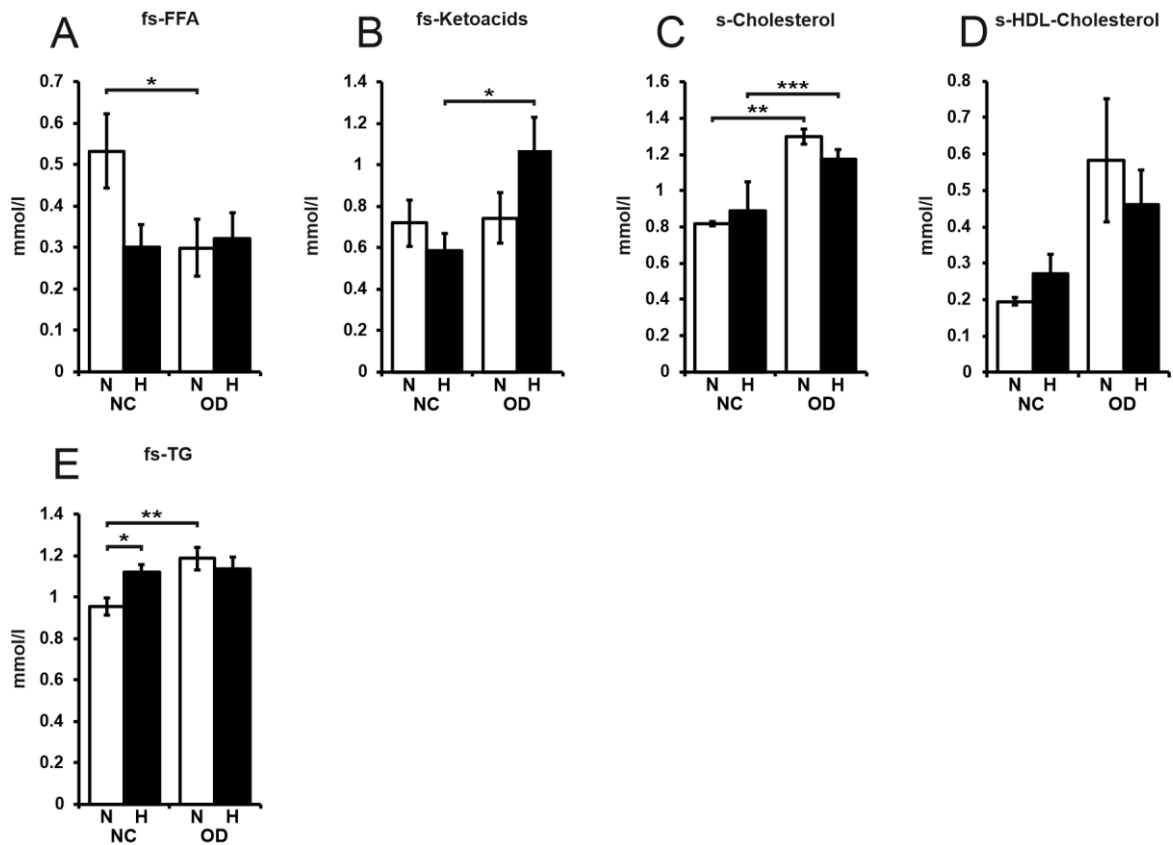 A
fs-FFA
mmol/l
0.7
0.6
0.5
0.4
0.3
0.2
0.1
0
*
N H N H
NC OD
B
fs-Ketoacids
mmol/l
1.4
1.2
1
0.8
0.6
0.4
0.2
0
*
N H N H
NC OD
C
s-Cholesterol
mmol/l
1.6
1.4
1.2
1
0.8
0.6
0.4
0.2
0
***
**
N H N H
NC OD
D
s-HDL-Cholesterol
mmol/l
0.8
0.7
0.6
0.5
0.4
0.3
0.2
0.1
0
N H N H
NC OD
E
fs-TG
mmol/l
1.4
1.2
1
0.8
0.6
0.4
0.2
0
**
*
N H N H
NC OD